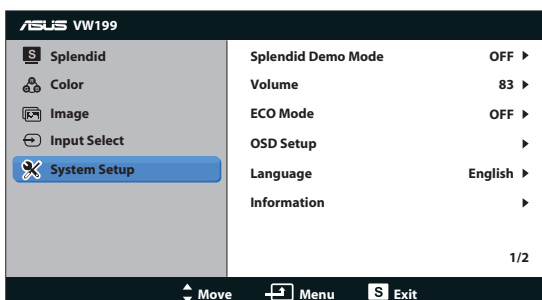 ASUS VW199
S Splendid
Color
Image
Input Select
System Setup
Splendid Demo Mode OFF
Volume 83
ECO Mode OFF
OSD Setup
Language English
Information
1/2
Move Menu S Exit